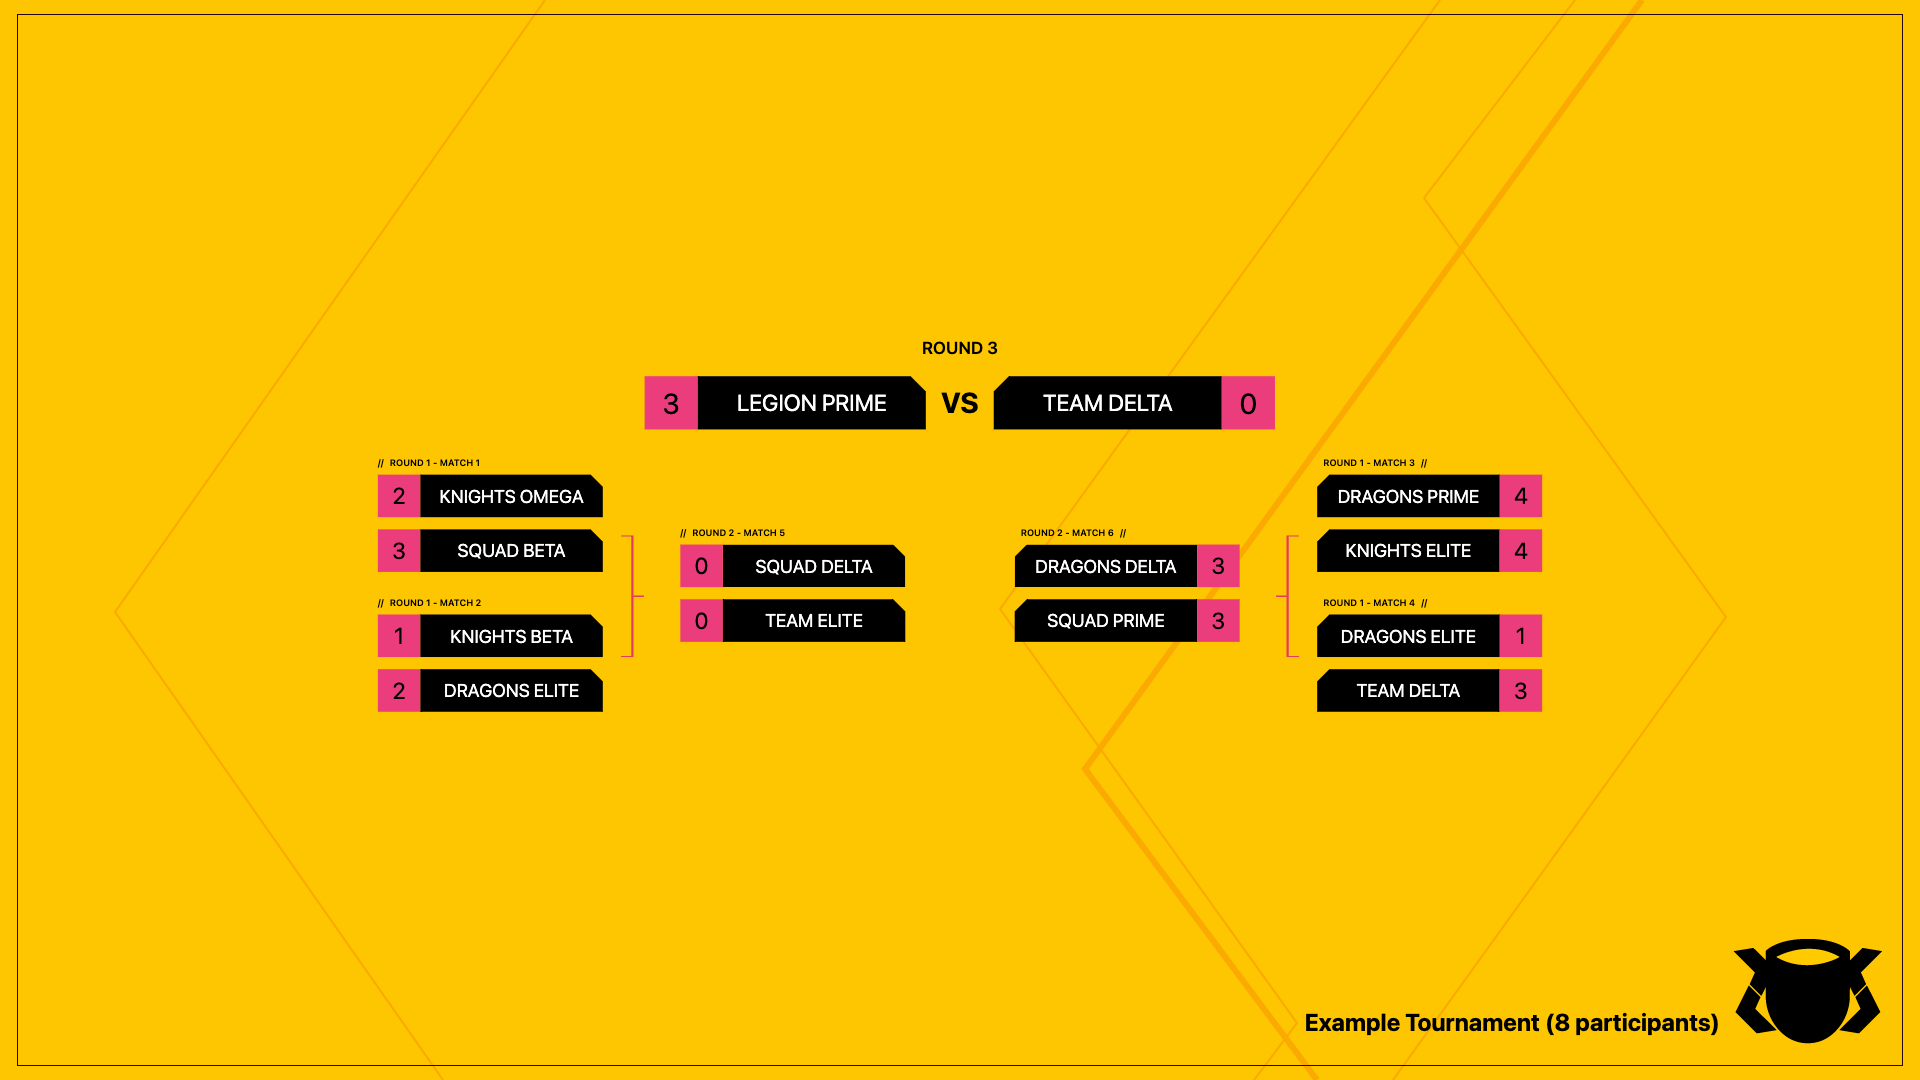 ROUND 3
3 LEGION PRIME VS TEAM DELTA 0
// ROUND 1 - MATCH 1
2 KNIGHTS OMEGA
3 SQUAD BETA
// ROUND 1 - MATCH 2
1 KNIGHTS BETA
2 DRAGONS ELITE
// ROUND 2 - MATCH 5
0 SQUAD DELTA
0 TEAM ELITE
ROUND 2 - MATCH 6 //
DRAGONS DELTA 3
SQUAD PRIME 3
ROUND 1 - MATCH 3 //
DRAGONS PRIME 4
KNIGHTS ELITE 4
ROUND 1 - MATCH 4 //
DRAGONS ELITE 1
TEAM DELTA 3
Example Tournament (8 participants)